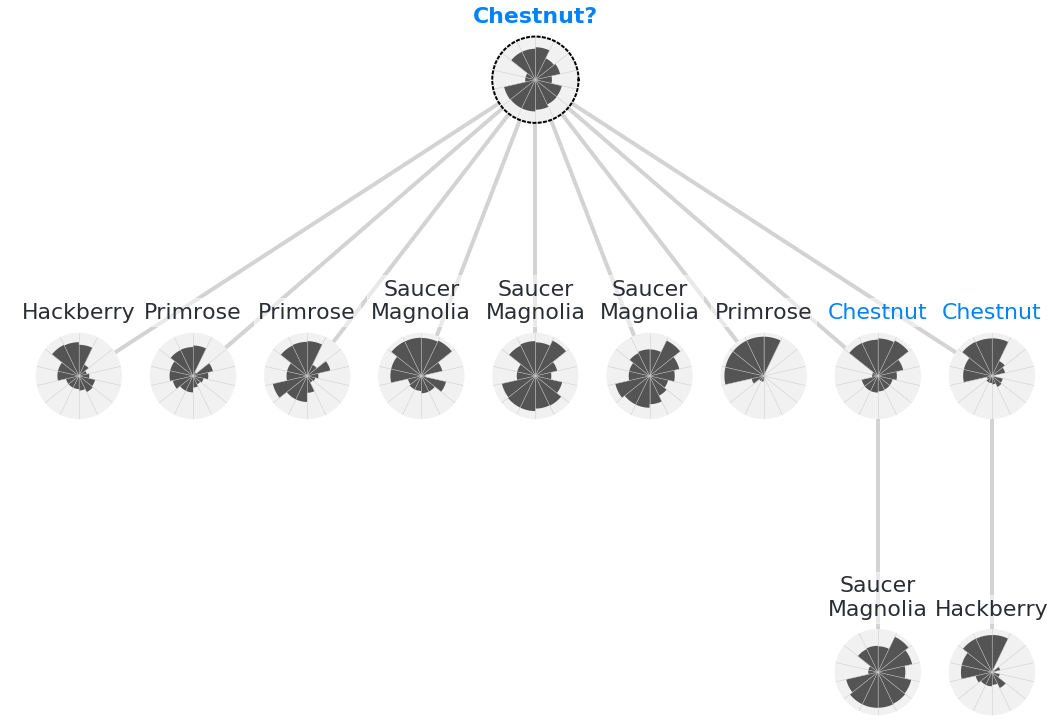 Chestnut?
Hackberry
Primrose
Primrose
Saucer
Magnolia
Saucer
Magnolia
Saucer
Magnolia
Primrose
Chestnut
Chestnut
Saucer
Magnolia
Hackberry